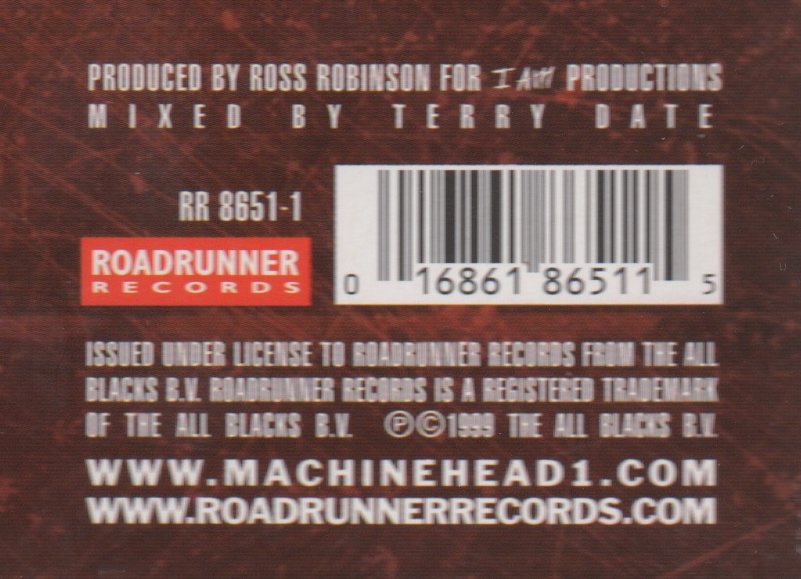 PRODUCED BY ROSS ROBINSON FOR I AM PRODUCTIONS
MIXED BY TERRY DATE
RR 8651-1
ROADRUNNER
RECORDS
0 16861 86511 5
ISSUED UNDER LICENSE TO ROADRUNNER RECORDS FROM THE ALL
BLACKS B.V. ROADRUNNER RECORDS IS A REGISTERED TRADEMARK
OF THE ALL BLACKS B.V. ℗©1999 THE ALL BLACKS B.V.
WWW.MACHINEHEAD1.COM
WWW.ROADRUNNERRECORDS.COM